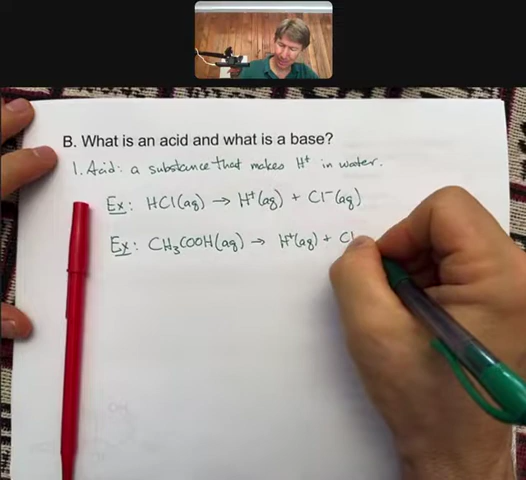 B. What is an acid and what is a base?
1. Acid: a substance that makes H⁺ in water.
Ex: HCl(aq) → H⁺(aq) + Cl⁻(aq)
Ex: CH₃COOH(aq) → H⁺(aq) + C